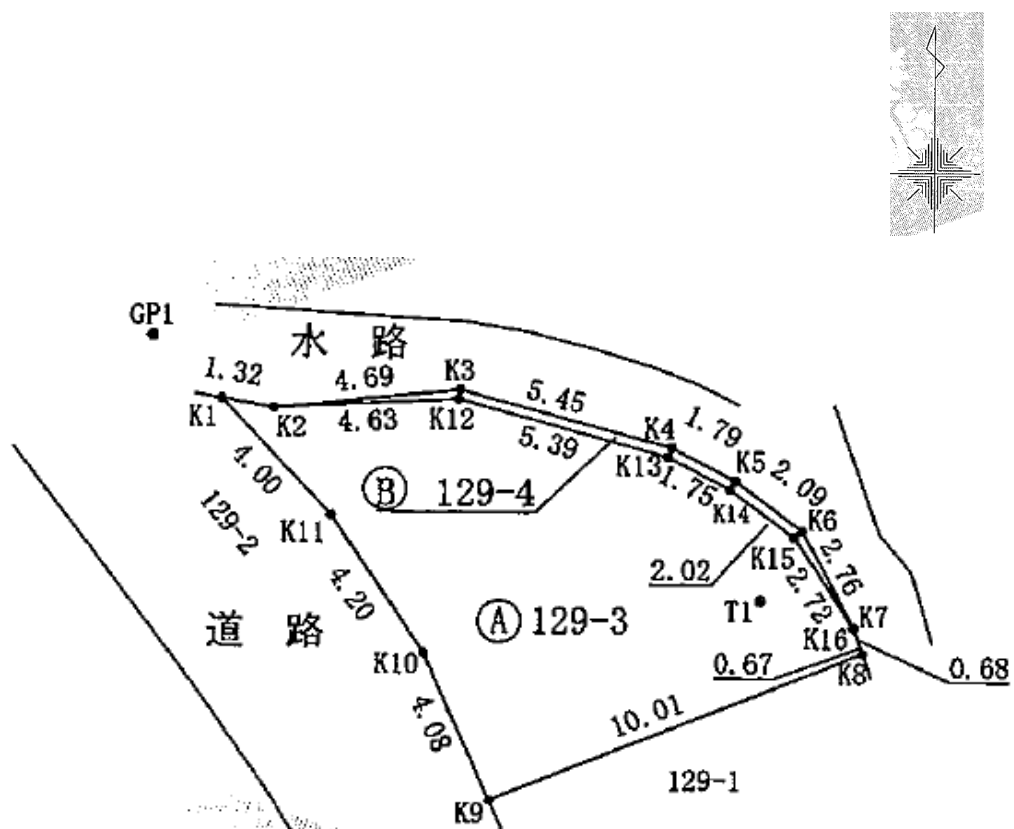 GP1
水 路
1.32
4.69
K3
5.45
K1
K2
4.63
K12
5.39
K4
1.79
K13
1.75
K5
2.09
4.00
Ⓑ 129-4
K14
K6
129-2
K11
K15
2.76
2.02
2.72
4.20
T1
道 路
Ⓐ 129-3
K7
K16
K10
0.67
K8
0.68
4.08
10.01
129-1
K9